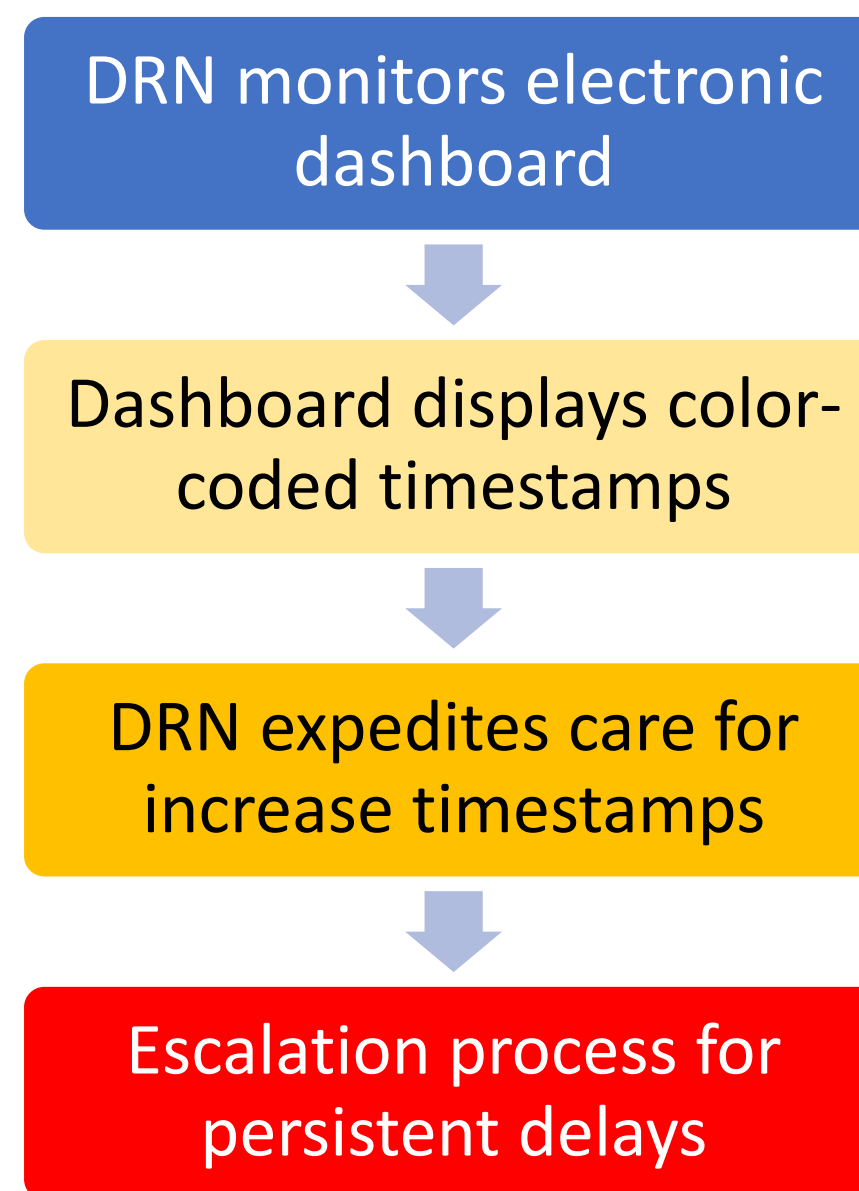 DRN monitors electronic
dashboard
Dashboard displays color-
coded timestamps
DRN expedites care for
increase timestamps
Escalation process for
persistent delays